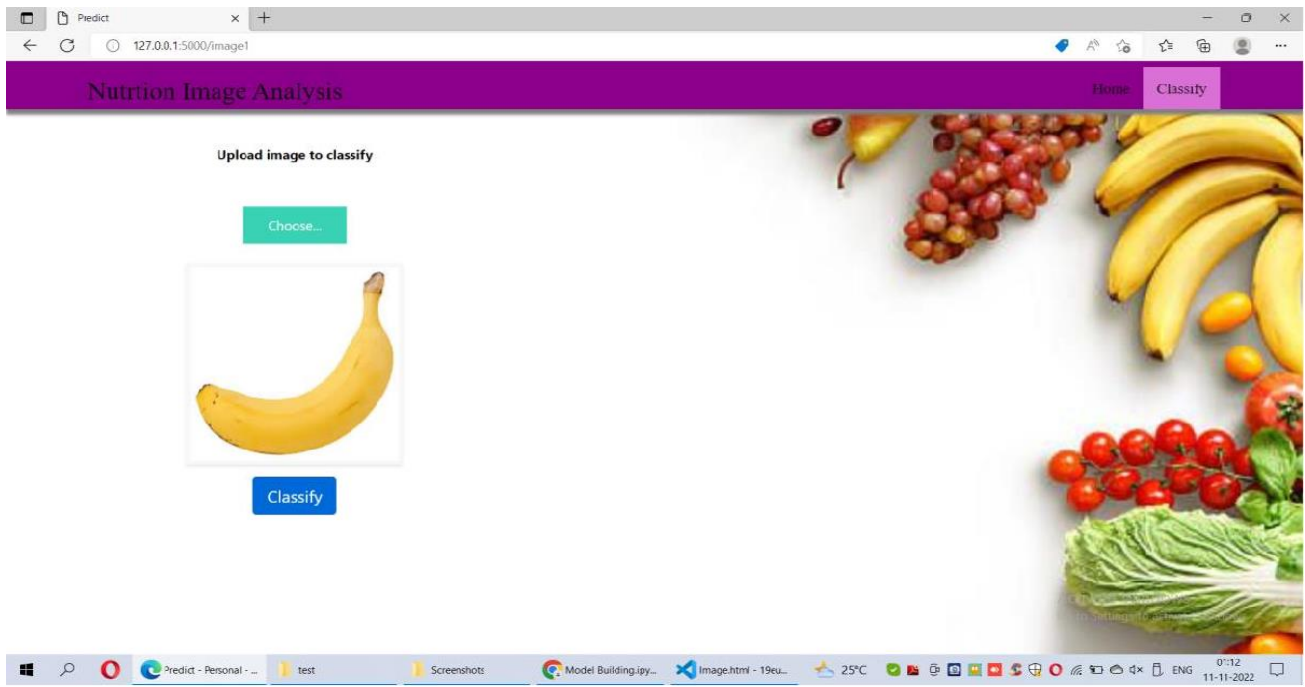 Predict
127.0.0.1:5000/image1
Nutrtion Image Analysis
Home
Classify
Upload image to classify
Choose...
Classify
Predict - Personal - ...
test
Screenshots
Model Building.ipy...
Image.html - 19eu...
25°C
ENG
11-11-2022